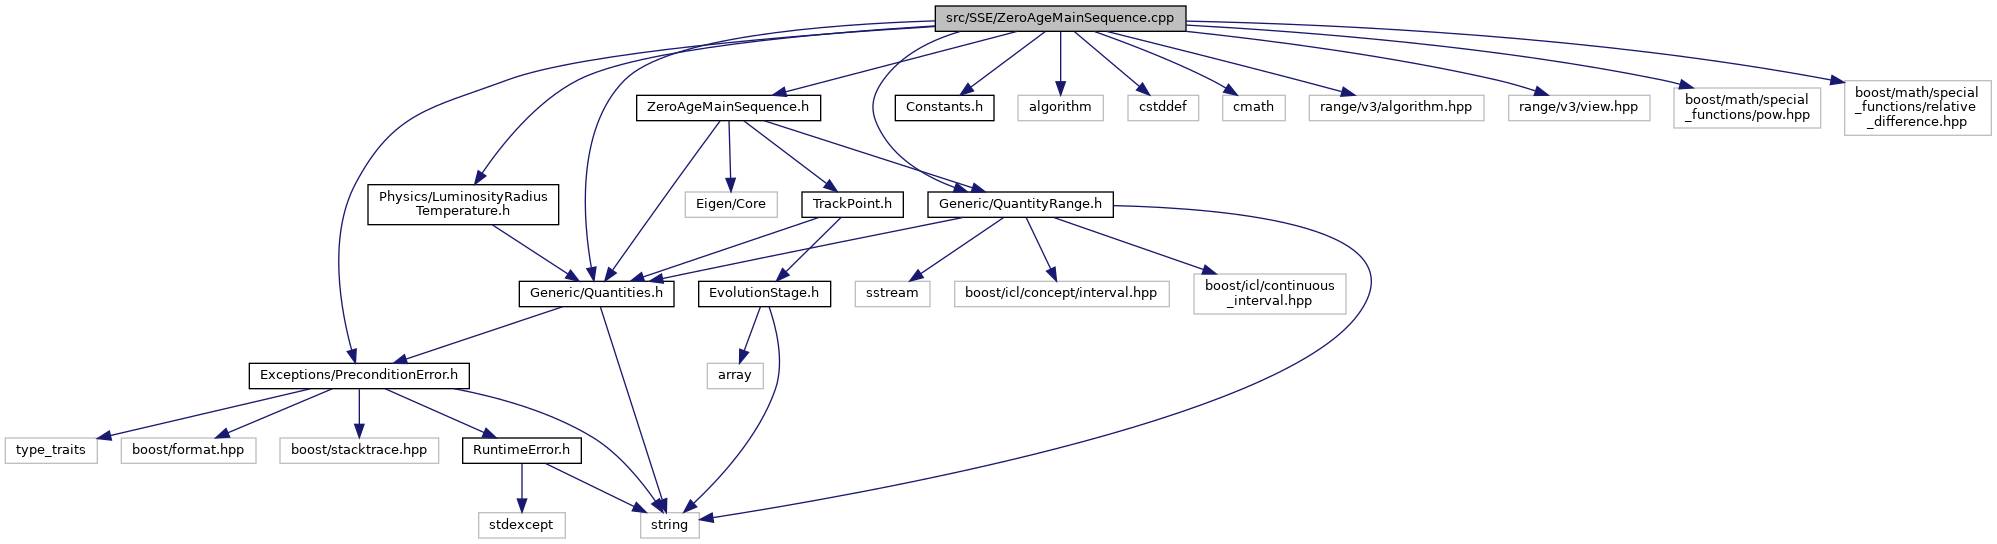 src/SSE/ZeroAgeMainSequence.cpp
ZeroAgeMainSequence.h
Constants.h
algorithm
cstddef
cmath
range/v3/algorithm.hpp
range/v3/view.hpp
boost/math/special
_functions/pow.hpp
boost/math/special
_functions/relative
_difference.hpp
Physics/LuminosityRadius
Temperature.h
Eigen/Core
TrackPoint.h
Generic/QuantityRange.h
Generic/Quantities.h
EvolutionStage.h
sstream
boost/icl/concept/interval.hpp
boost/icl/continuous
_interval.hpp
Exceptions/PreconditionError.h
array
type_traits
boost/format.hpp
boost/stacktrace.hpp
RuntimeError.h
stdexcept
string